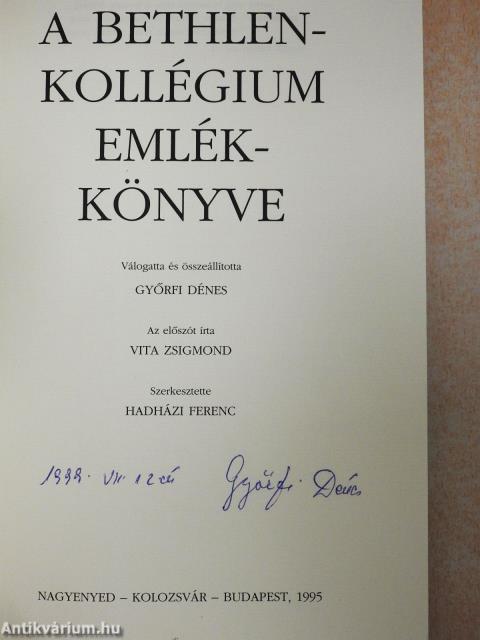 A BETHLEN-
KOLLÉGIUM
EMLÉK-
KÖNYVE
Válogatta és összeállította
GYŐRFI DÉNES
Az előszót írta
VITA ZSIGMOND
Szerkesztette
HADHÁZI FERENC
1999. VII. 12 én Győrfi Dénes
NAGYENYED – KOLOZSVÁR – BUDAPEST, 1995
Antikvárium.hu